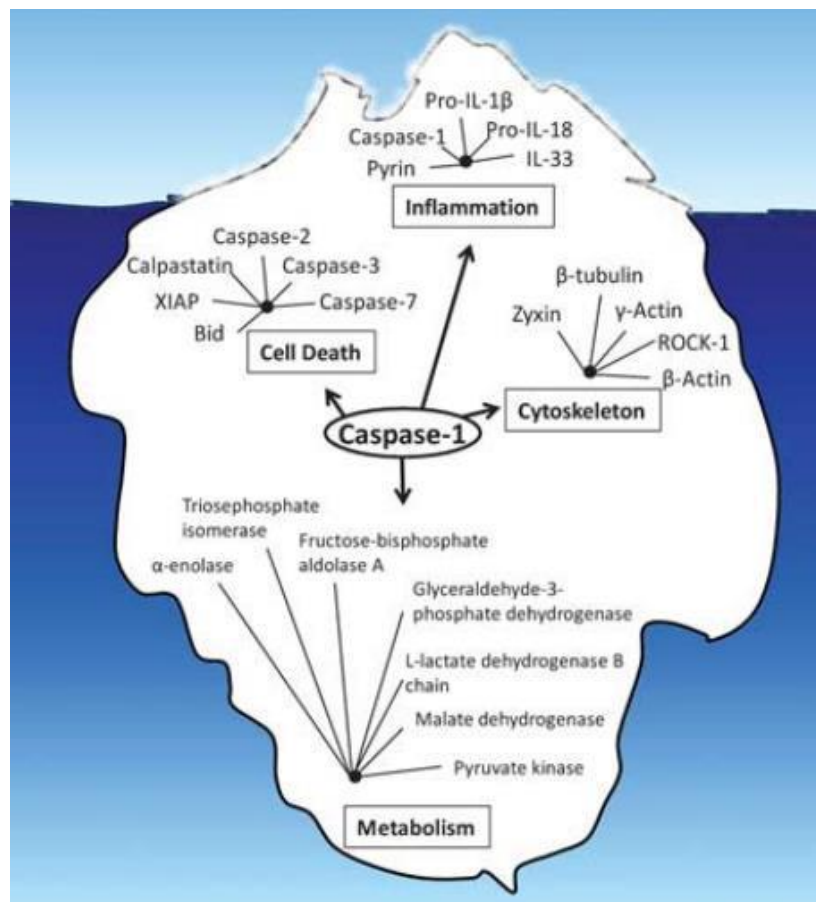 Pro-IL-1β
Caspase-1
Pro-IL-18
Pyrin
IL-33
Inflammation
Caspase-2
Calpastatin
Caspase-3
XIAP
Caspase-7
Bid
Cell Death
β-tubulin
Zyxin
γ-Actin
ROCK-1
β-Actin
Cytoskeleton
Caspase-1
Triosephosphate
isomerase
α-enolase
Fructose-bisphosphate
aldolase A
Glyceraldehyde-3-
phosphate dehydrogenase
L-lactate dehydrogenase B
chain
Malate dehydrogenase
Pyruvate kinase
Metabolism